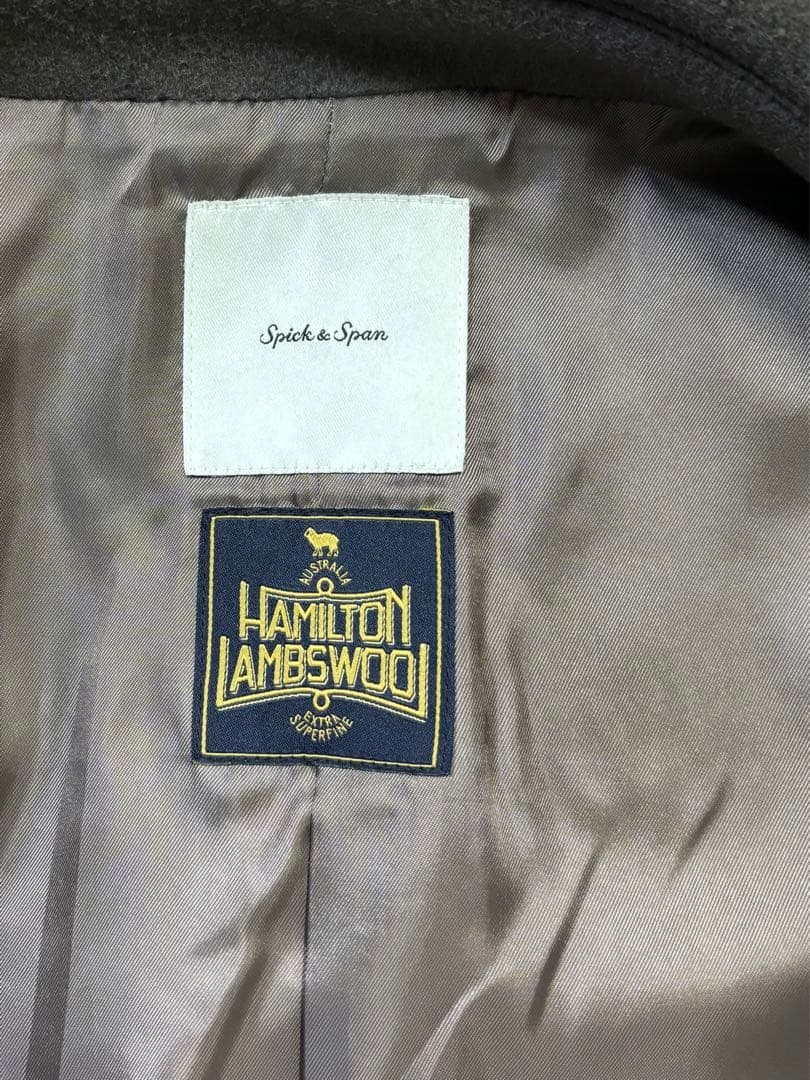 Spick & Span
AUSTRALIA
HAMILTON
LAMBSWOOL
EXTRA
SUPERFINE